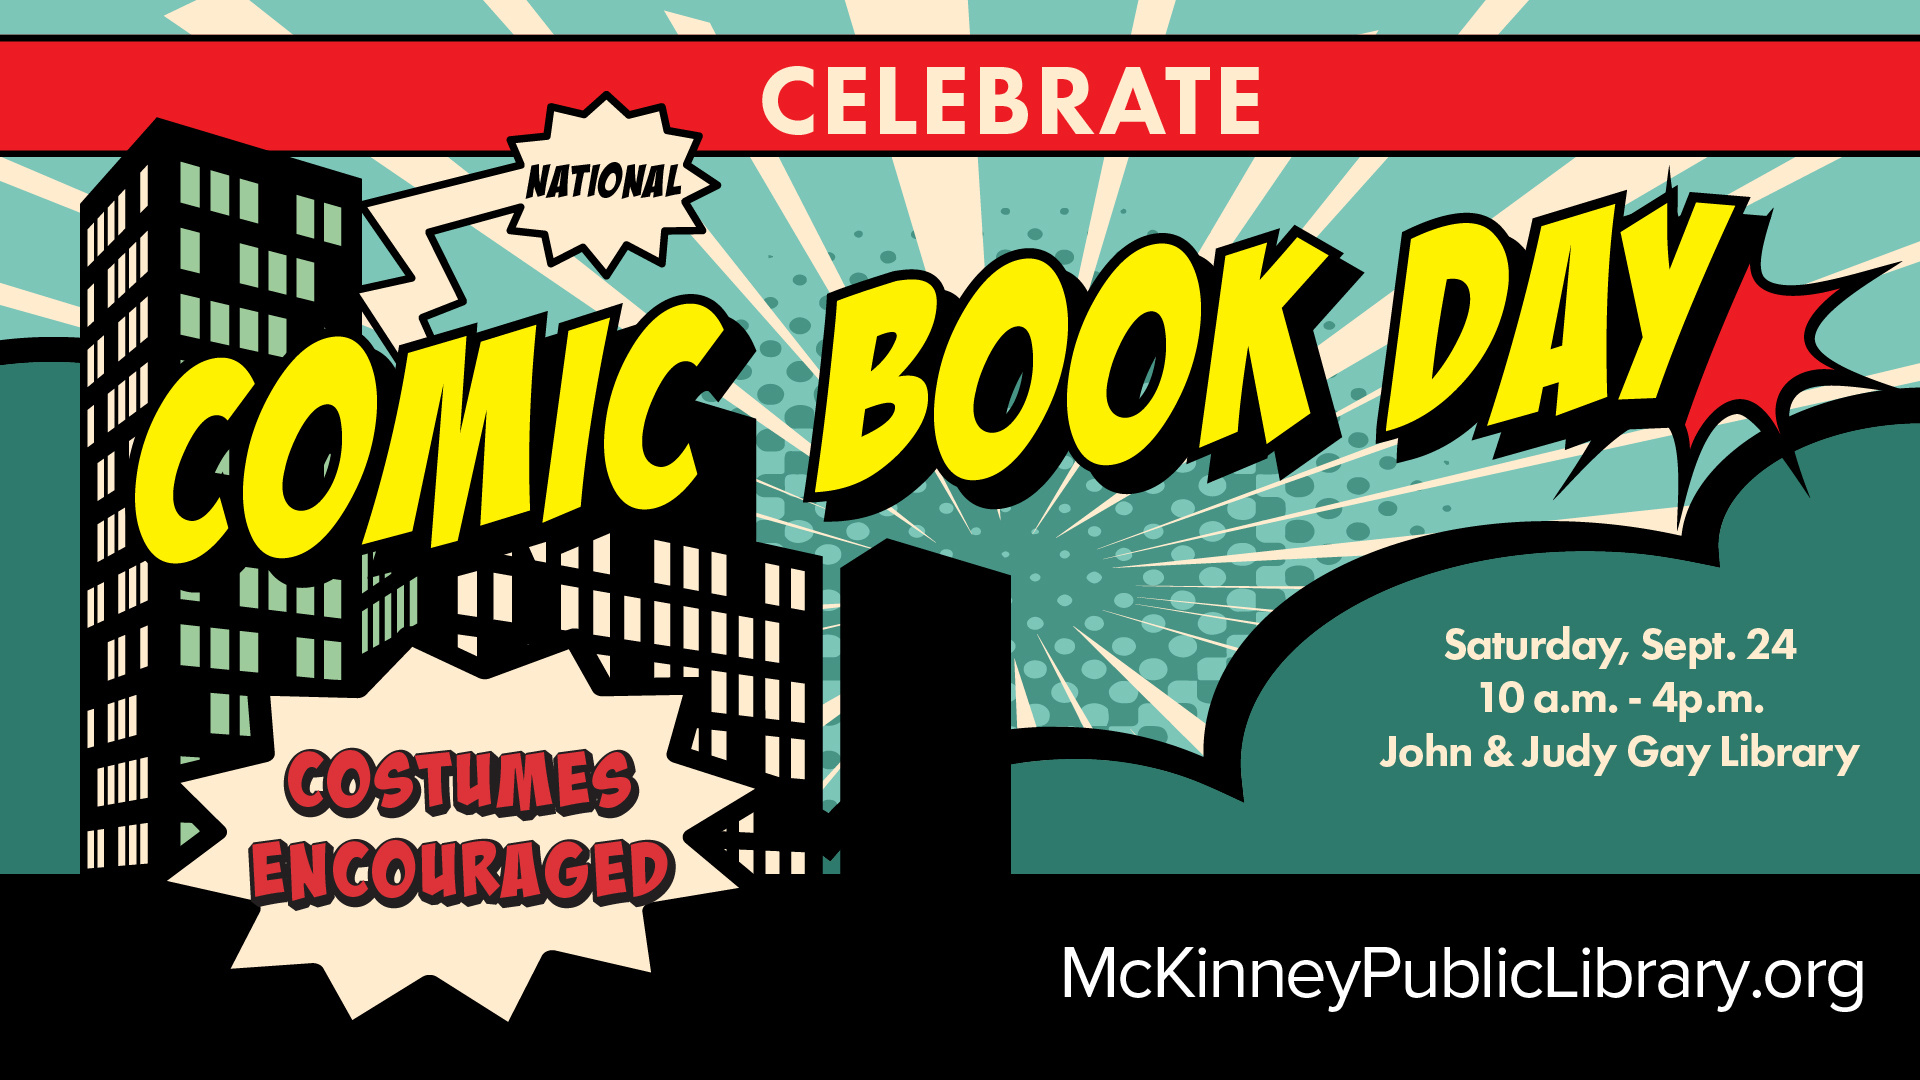 CELEBRATE
NATIONAL
COMIC BOOK DAY
Saturday, Sept. 24
10 a.m. - 4p.m.
John & Judy Gay Library
COSTUMES
ENCOURAGED
McKinneyPublicLibrary.org